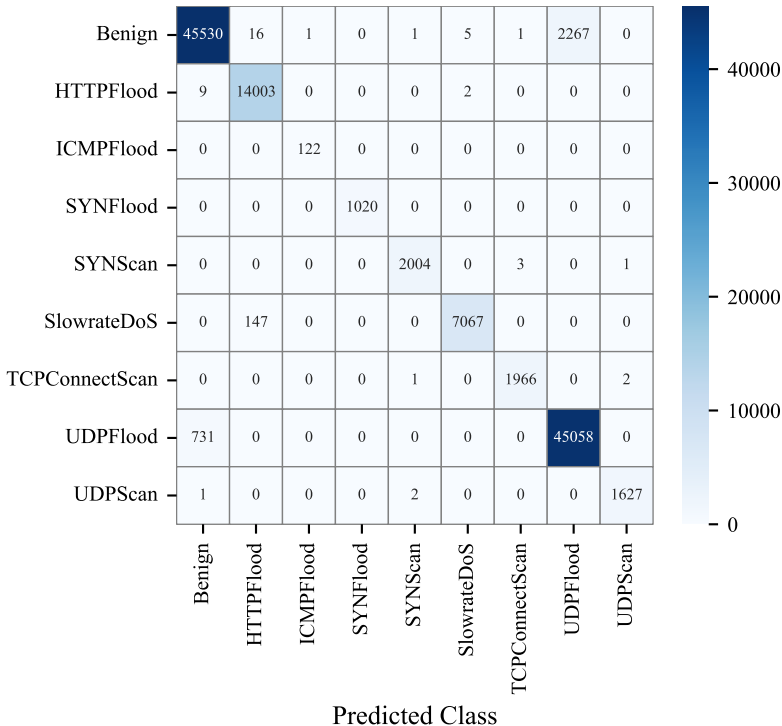 Benign 45530 16 1 0 1 5 1 2267 0
HTTPFlood 9 14003 0 0 0 2 0 0 0
ICMPFlood 0 0 122 0 0 0 0 0 0
SYNFlood 0 0 0 1020 0 0 0 0 0
SYNScan 0 0 0 0 2004 0 3 0 1
SlowrateDoS 0 147 0 0 0 7067 0 0 0
TCPConnectScan 0 0 0 0 1 0 1966 0 2
UDPFlood 731 0 0 0 0 0 0 45058 0
UDPScan 1 0 0 0 2 0 0 0 1627
Benign HTTPFlood ICMPFlood SYNFlood SYNScan SlowrateDoS TCPConnectScan UDPFlood UDPScan
Predicted Class
40000
30000
20000
10000
0